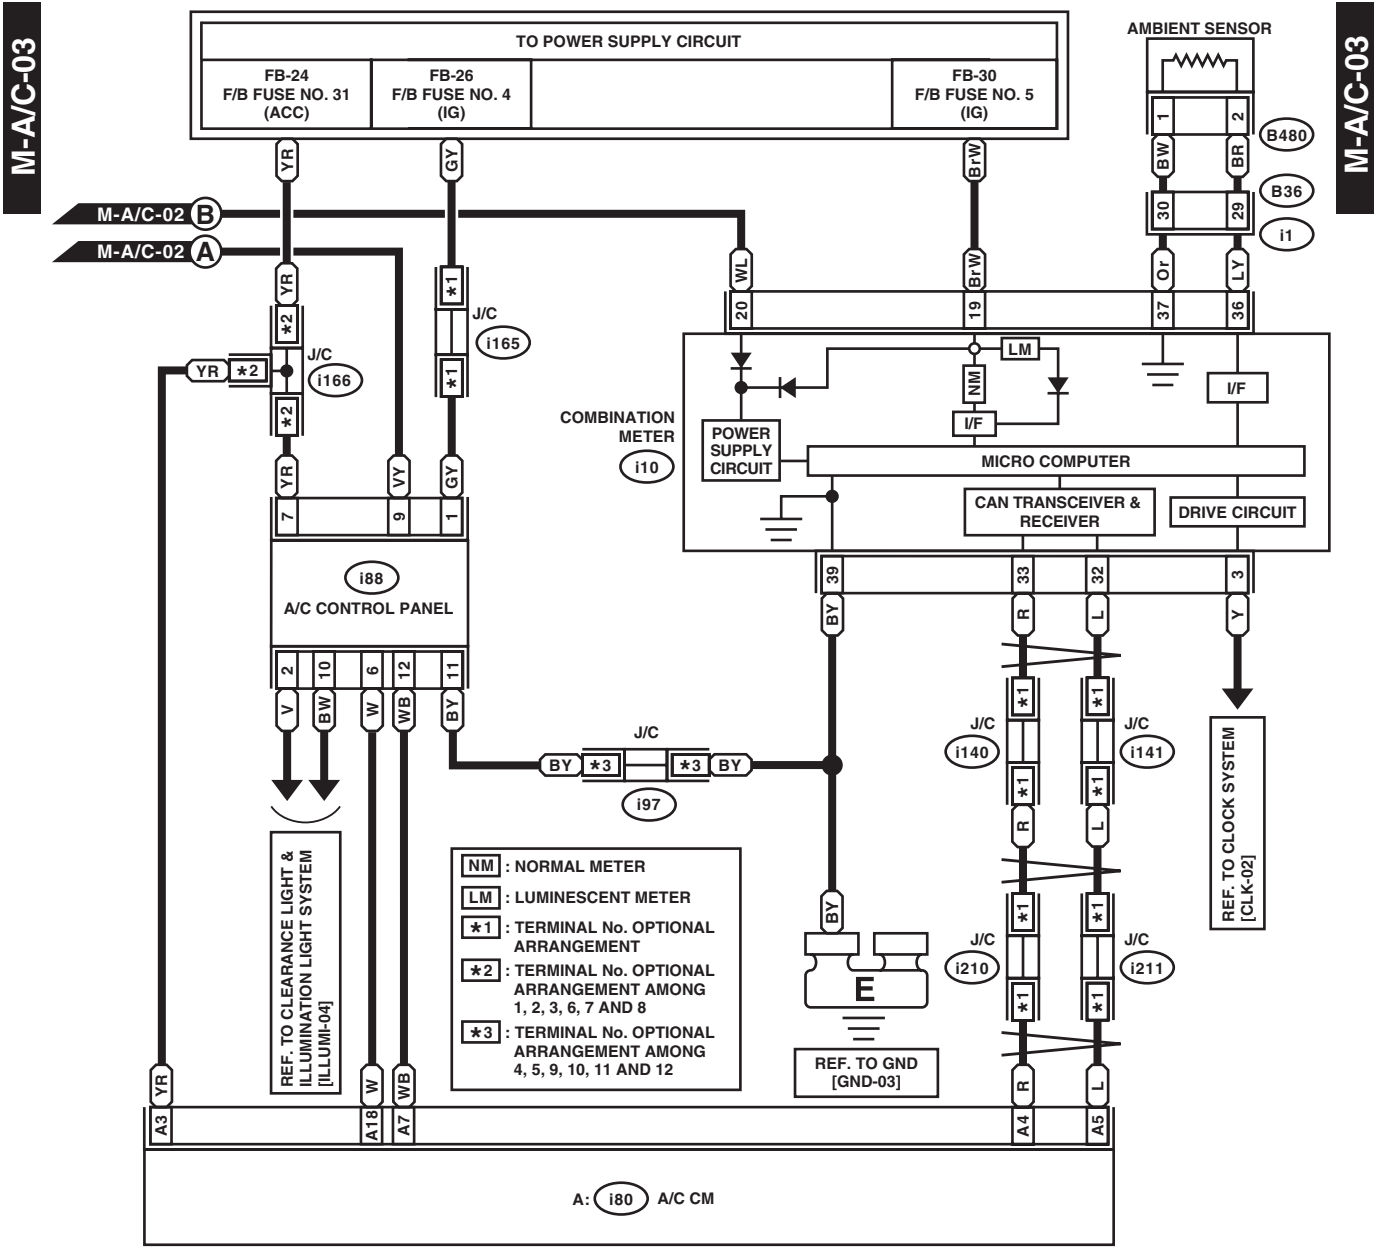 M-A/C-03
M-A/C-03
TO POWER SUPPLY CIRCUIT
FB-24
F/B FUSE NO. 31
(ACC)
FB-26
F/B FUSE NO. 4
(IG)
FB-30
F/B FUSE NO. 5
(IG)
AMBIENT SENSOR
1
2
B480
YR
GY
BrW
BW
BR
B36
30
29
i1
M-A/C-02 B
M-A/C-02 A
YR
*1
WL
BrW
Or
LY
20
19
37
36
*2
J/C
i165
*1
YR
*2
J/C
i166
*2
LM
NM
I/F
I/F
COMBINATION
METER
i10
POWER
SUPPLY
CIRCUIT
MICRO COMPUTER
CAN TRANSCEIVER &
RECEIVER
DRIVE CIRCUIT
YR
VY
GY
7
9
1
i88
A/C CONTROL PANEL
39
33
32
3
BY
R
L
Y
2
10
6
12
11
V
BW
W
WB
BY
*1
*1
J/C
i140
J/C
i141
*1
*1
R
L
J/C
BY
*3
*3
BY
i97
REF. TO CLOCK SYSTEM
[CLK-02]
REF. TO CLEARANCE LIGHT &
ILLUMINATION LIGHT SYSTEM
[ILLUMI-04]
NM : NORMAL METER
LM : LUMINESCENT METER
*1 : TERMINAL No. OPTIONAL
ARRANGEMENT
*2 : TERMINAL No. OPTIONAL
ARRANGEMENT AMONG
1, 2, 3, 6, 7 AND 8
*3 : TERMINAL No. OPTIONAL
ARRANGEMENT AMONG
4, 5, 9, 10, 11 AND 12
BY
E
REF. TO GND
[GND-03]
*1
*1
J/C
i210
J/C
i211
*1
*1
YR
W
WB
R
L
A3
A18
A7
A4
A5
A: i80 A/C CM